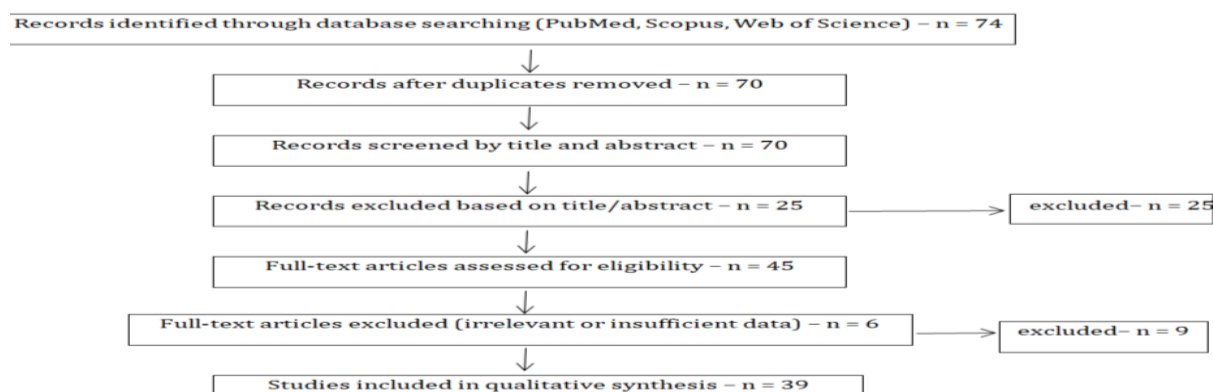 Records identified through database searching (PubMed, Scopus, Web of Science) – n = 74
Records after duplicates removed – n = 70
Records screened by title and abstract – n = 70
Records excluded based on title/abstract – n = 25
excluded– n = 25
Full-text articles assessed for eligibility – n = 45
Full-text articles excluded (irrelevant or insufficient data) – n = 6
excluded– n = 9
Studies included in qualitative synthesis – n = 39